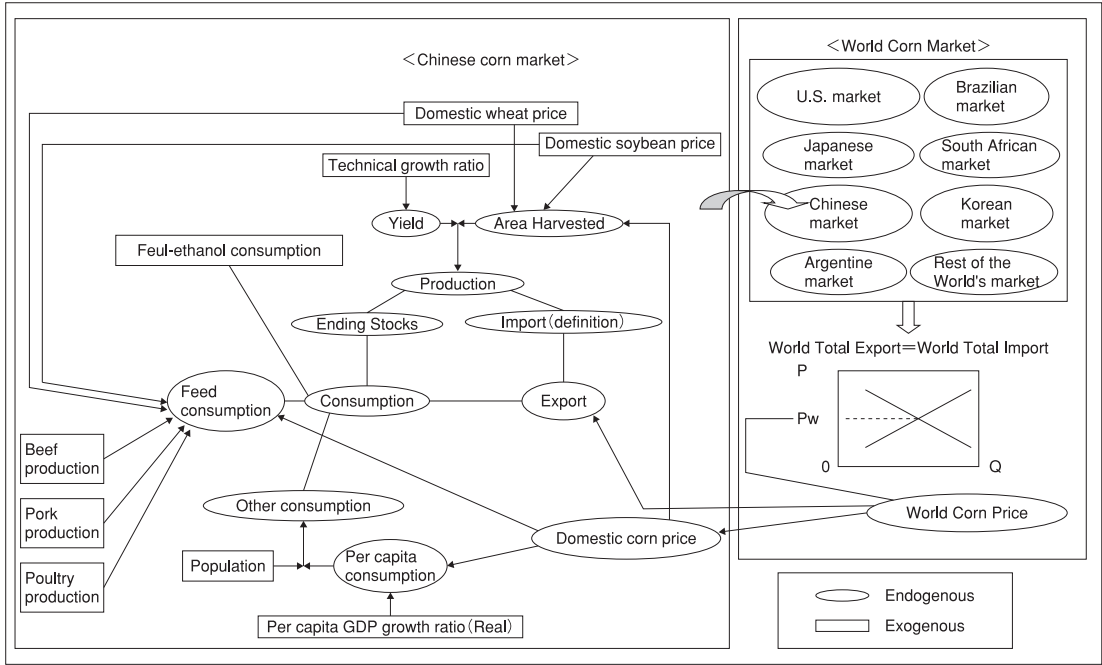 ＜Chinese corn market＞
Domestic wheat price
Domestic soybean price
Technical growth ratio
Yield
Area Harvested
Feul-ethanol consumption
Production
Ending Stocks
Import（definition）
Feed
consumption
Consumption
Export
Beef
production
Pork
production
Poultry
production
Other consumption
Domestic corn price
Population
Per capita
consumption
Per capita GDP growth ratio（Real）
＜World Corn Market＞
U.S. market
Brazilian
market
Japanese
market
South African
market
Chinese
market
Korean
market
Argentine
market
Rest of the
World's market
World Total Export＝World Total Import
P
Pw
0
Q
World Corn Price
Endogenous
Exogenous